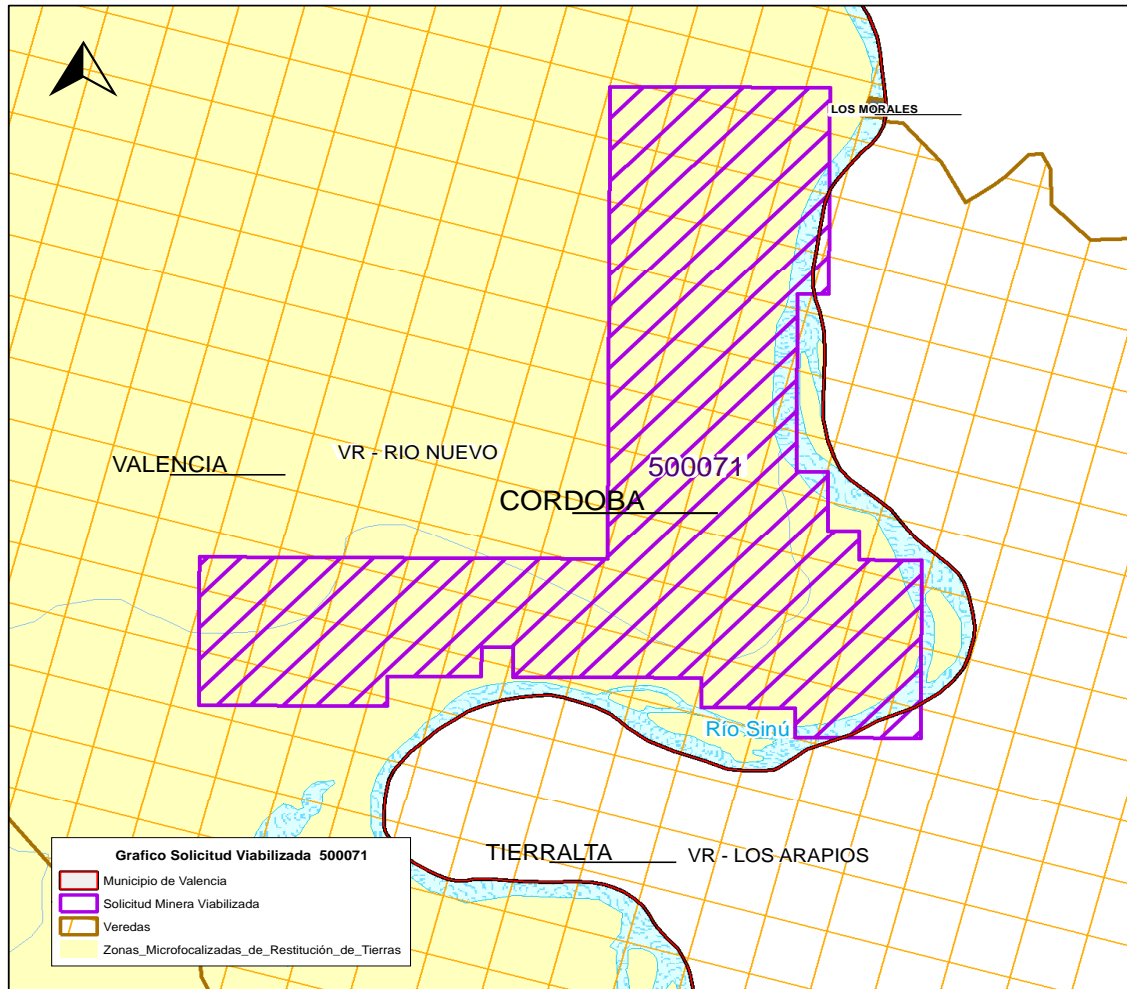 LOS MORALES
VR - RIO NUEVO
VALENCIA
500071
CORDOBA
Río Sinú
TIERRALTA
VR - LOS ARAPIOS
Grafico Solicitud Viabilizada 500071
Municipio de Valencia
Solicitud Minera Viabilizada
Veredas
Zonas_Microfocalizadas_de_Restitución_de_Tierras